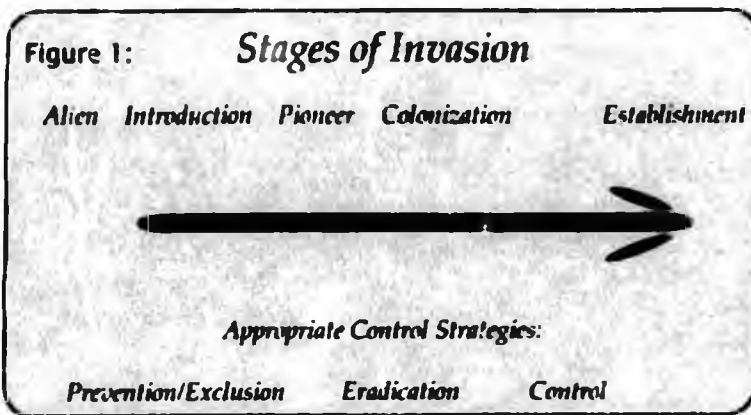 Figure 1: Stages of Invasion
Alien Introduction Pioneer Colonization Establishment
Appropriate Control Strategies:
Prevention/Exclusion Eradication Control